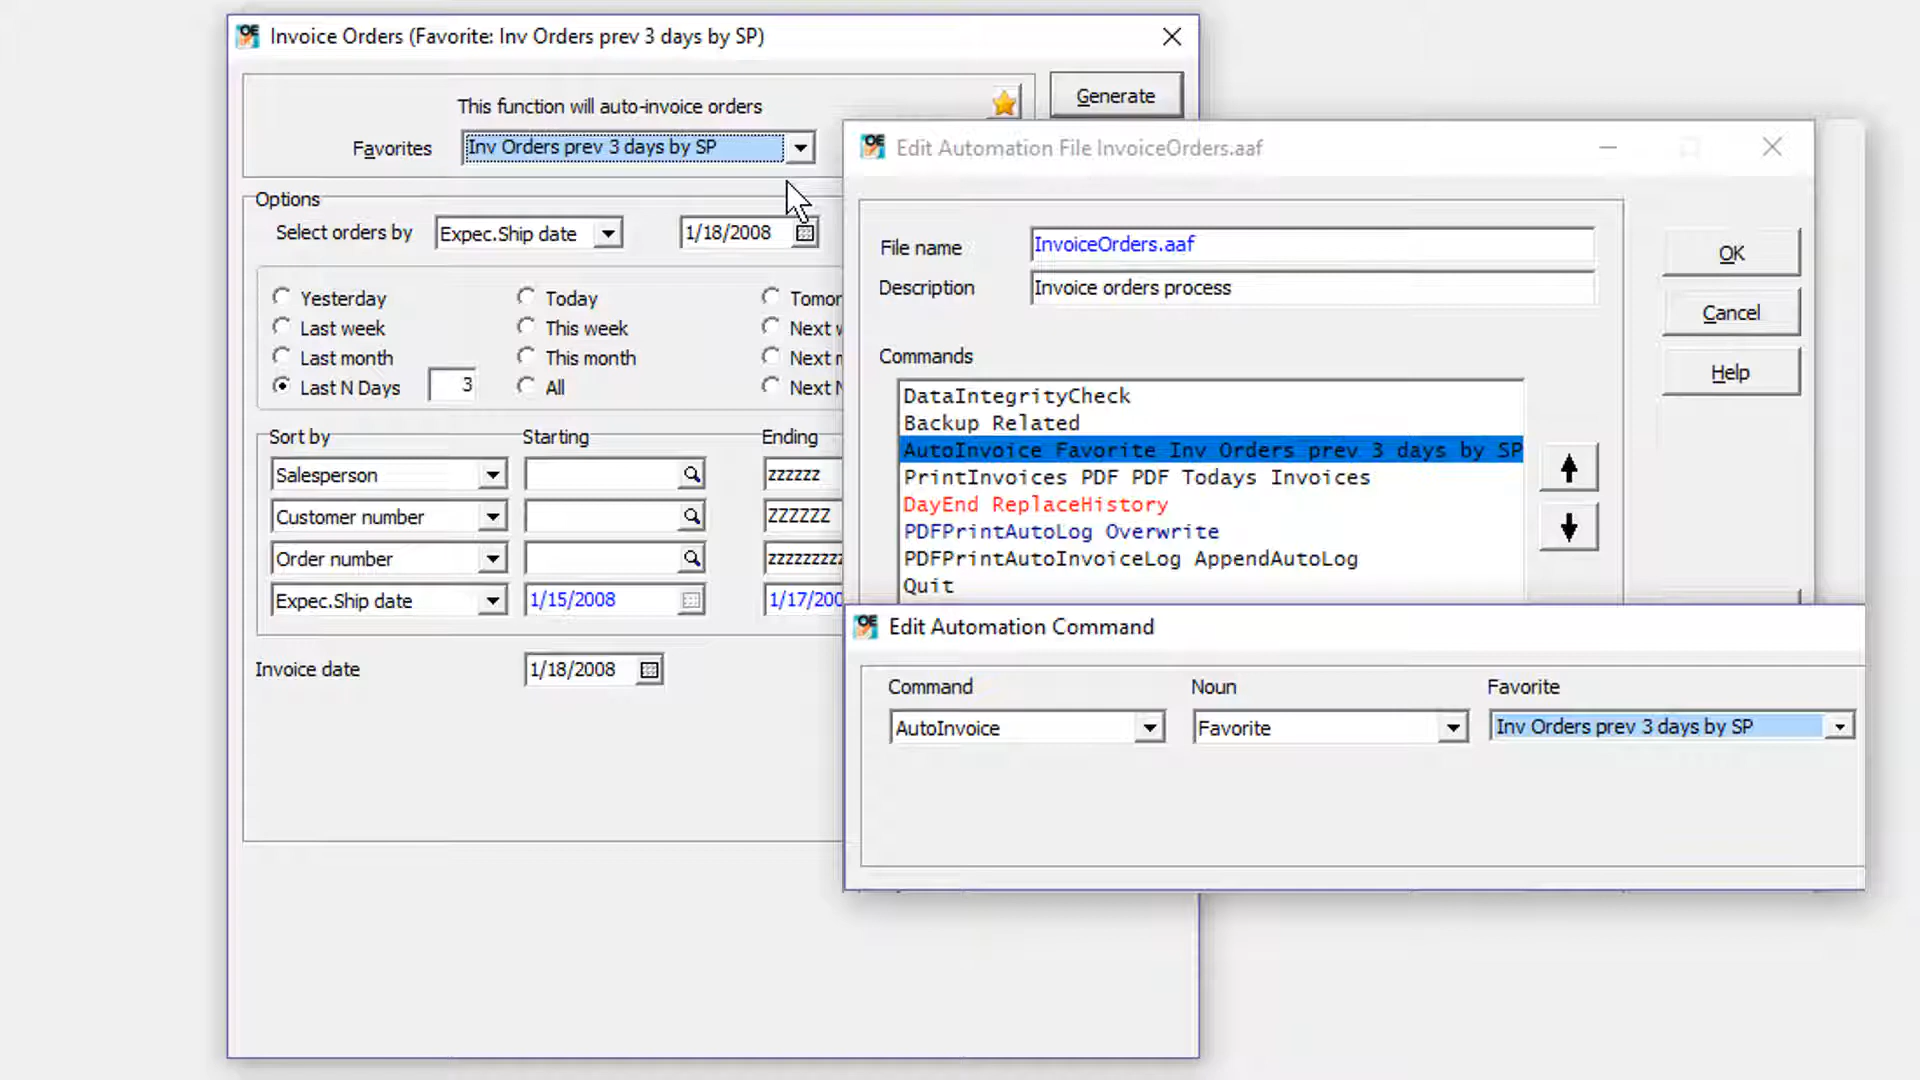 Invoice Orders (Favorite: Inv Orders prev 3 days by SP)
This function will auto-invoice orders
Generate
Favorites
Inv Orders prev 3 days by SP
Options
Select orders by
Expec.Ship date
1/18/2008
Yesterday
Today
Last week
This week
Last month
This month
Last N Days
3
All
Next
Sort by
Starting
Ending
Salesperson
zzzzzz
Customer number
ZZZZZZ
Order number
Expec.Ship date
1/15/2008
Invoice date
1/18/2008
OE
Edit Automation File InvoiceOrders.aaf
File name
InvoiceOrders.aaf
Description
Invoice orders process
OK
Cancel
Help
Commands
DataIntegrityCheck
Backup Related
AutoInvoice Favorite Inv Orders prev 3 days by SP
PrintInvoices PDF PDF Todays Invoices
DayEnd ReplaceHistory
PDFPrintAutoLog Overwrite
PDFPrintAutoInvoiceLog AppendAutoLog
Quit
OE
Edit Automation Command
Command
Noun
Favorite
AutoInvoice
Favorite
Inv Orders prev 3 days by SP